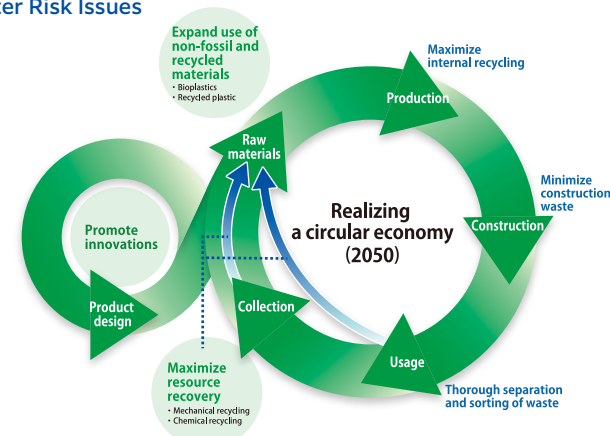 ter Risk Issues
Expand use of
non-fossil and
recycled
materials
• Bioplastics
• Recycled plastic
Maximize
internal recycling
Production
Raw
materials
Minimize
construction
waste
Realizing
a circular economy
(2050)
Construction
Promote
innovations
Product
design
Collection
Usage
Maximize
resource
recovery
• Mechanical recycling
• Chemical recycling
Thorough separation
and sorting of waste